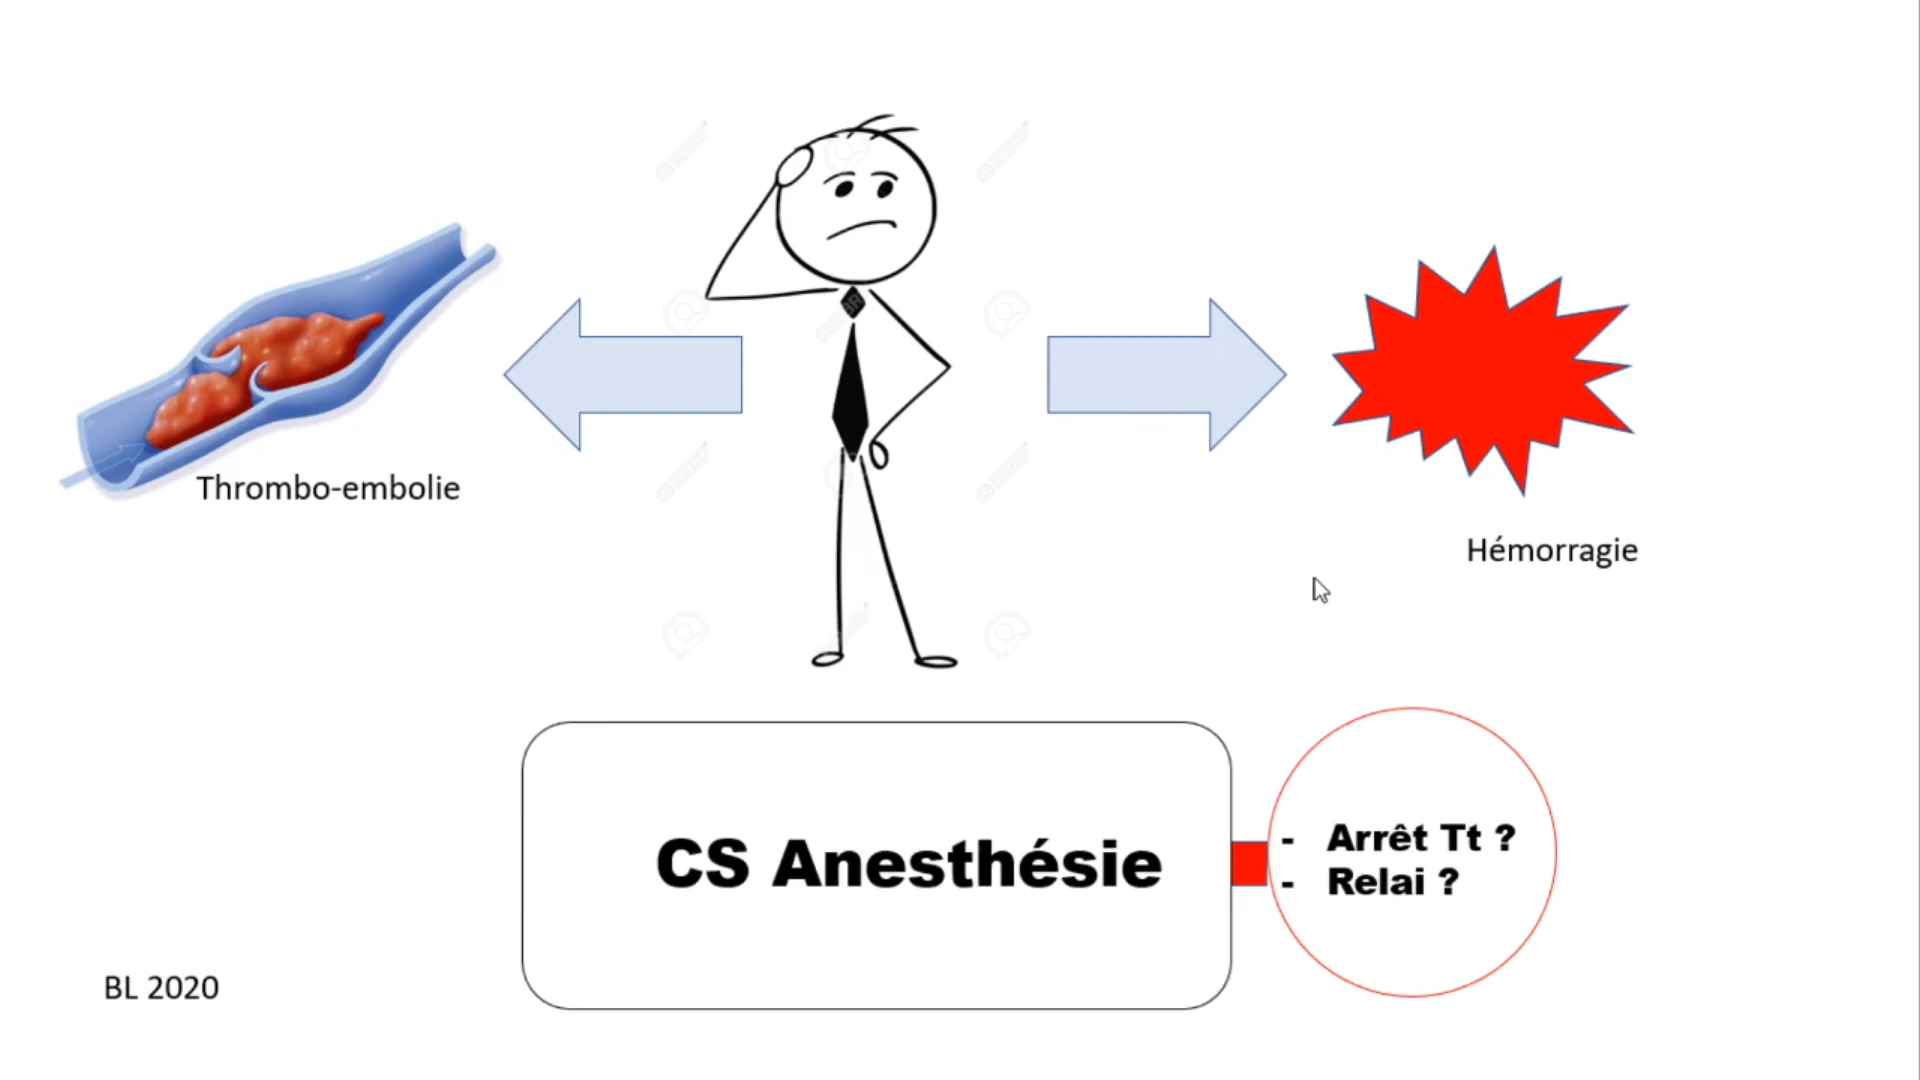 Thrombo-embolie
Hémorragie
CS Anesthésie
- Arrêt Tt ?
- Relai ?
BL 2020